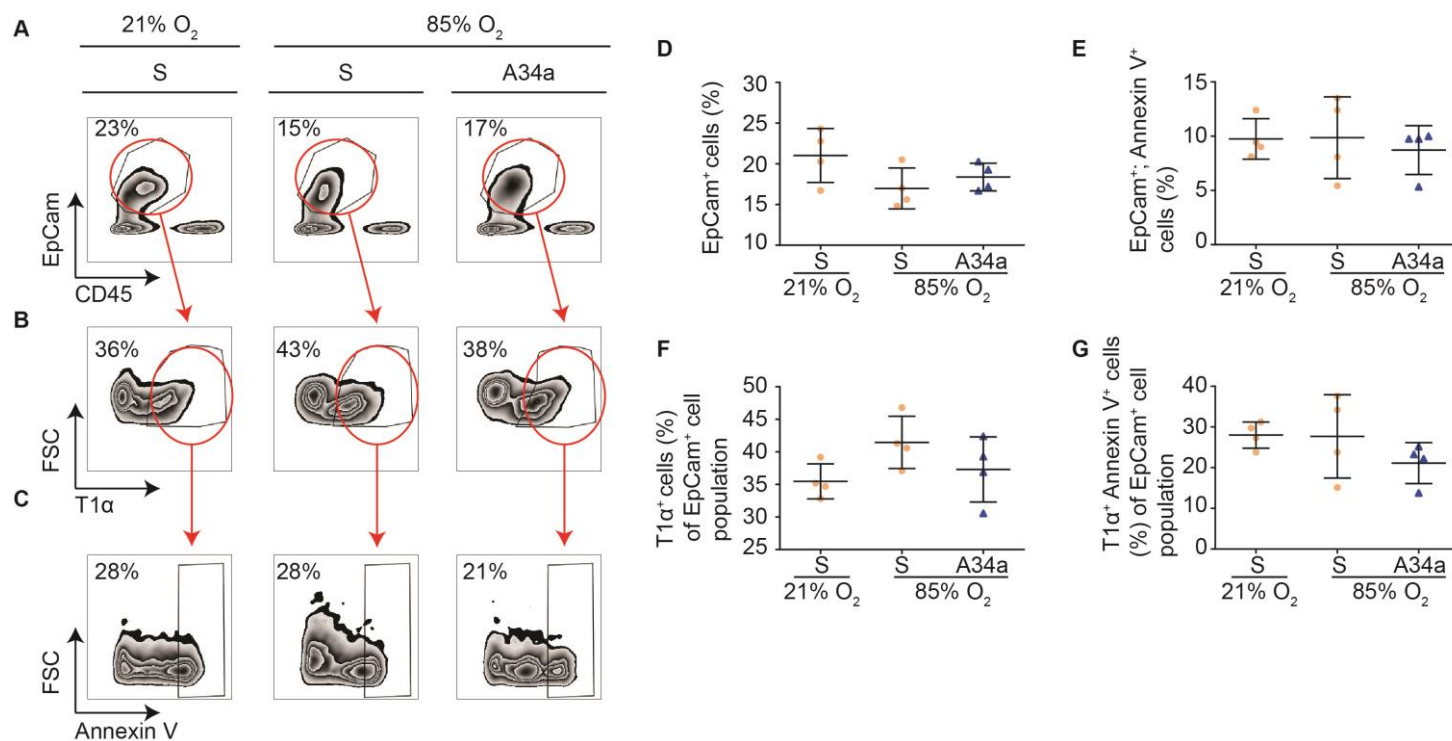 A
21% O2
85% O2
S
S
A34a
23%
15%
17%
EpCam
CD45
B
36%
43%
38%
FSC
T1α
C
28%
28%
21%
FSC
Annexin V
D
EpCam+ cells (%)
30
25
20
15
10
S
S
A34a
21% O2
85% O2
E
EpCam+; Annexin V+
cells (%)
15
10
5
0
S
S
A34a
21% O2
85% O2
F
T1α+ cells (%)
of EpCam+ cell
population
50
45
40
35
30
25
S
S
A34a
21% O2
85% O2
G
T1α+ Annexin V+ cells
(%) of EpCam+ cell
population
40
30
20
10
0
S
S
A34a
21% O2
85% O2